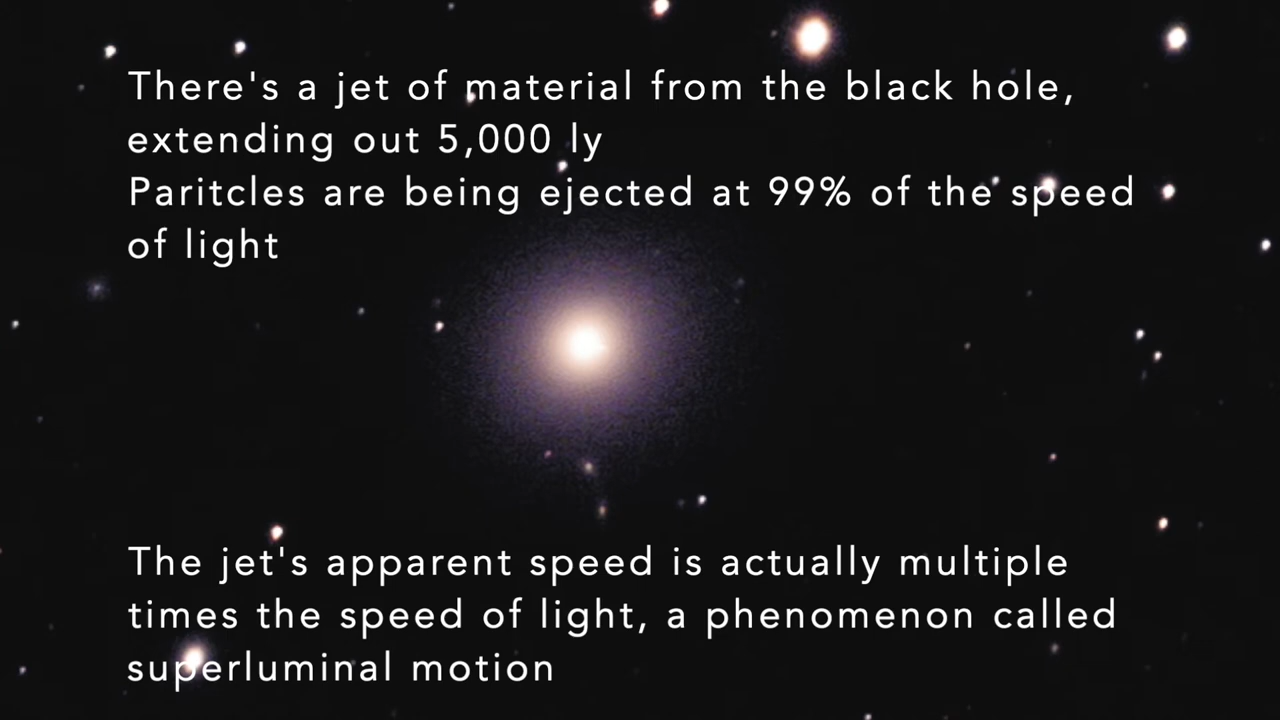 There's a jet of material from the black hole,
extending out 5,000 ly
Paritcles are being ejected at 99% of the speed
of light
The jet's apparent speed is actually multiple
times the speed of light, a phenomenon called
superluminal motion